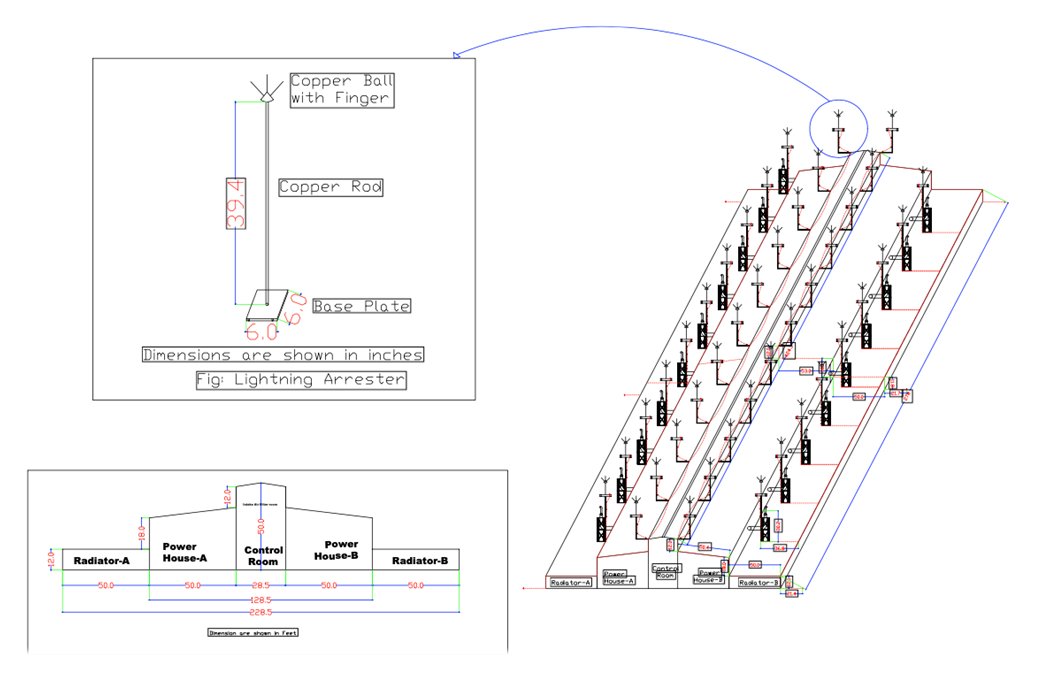 Copper Ball
with Finger
39.4
Copper Rod
Base Plate
6.0
6.0
Dimensions are shown in inches
Fig: Lightning Arrester
12.0
18.0
12.0
50.0
Radiator-A
Power
House-A
Control
Room
Power
House-B
Radiator-B
50.0
50.0
28.5
50.0
50.0
128.5
228.5
Dimension are shown in Feet
Radiator-A
Power
House-A
Control
Room
Power
House-B
Radiator-B